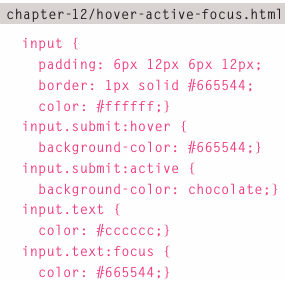 chapter-12/hover-active-focus.html
input {
  padding: 6px 12px 6px 12px;
  border: 1px solid #665544;
  color: #ffffff;}
input.submit:hover {
  background-color: #665544;}
input.submit:active {
  background-color: chocolate;}
input.text {
  color: #cccccc;}
input.text:focus {
  color: #665544;}